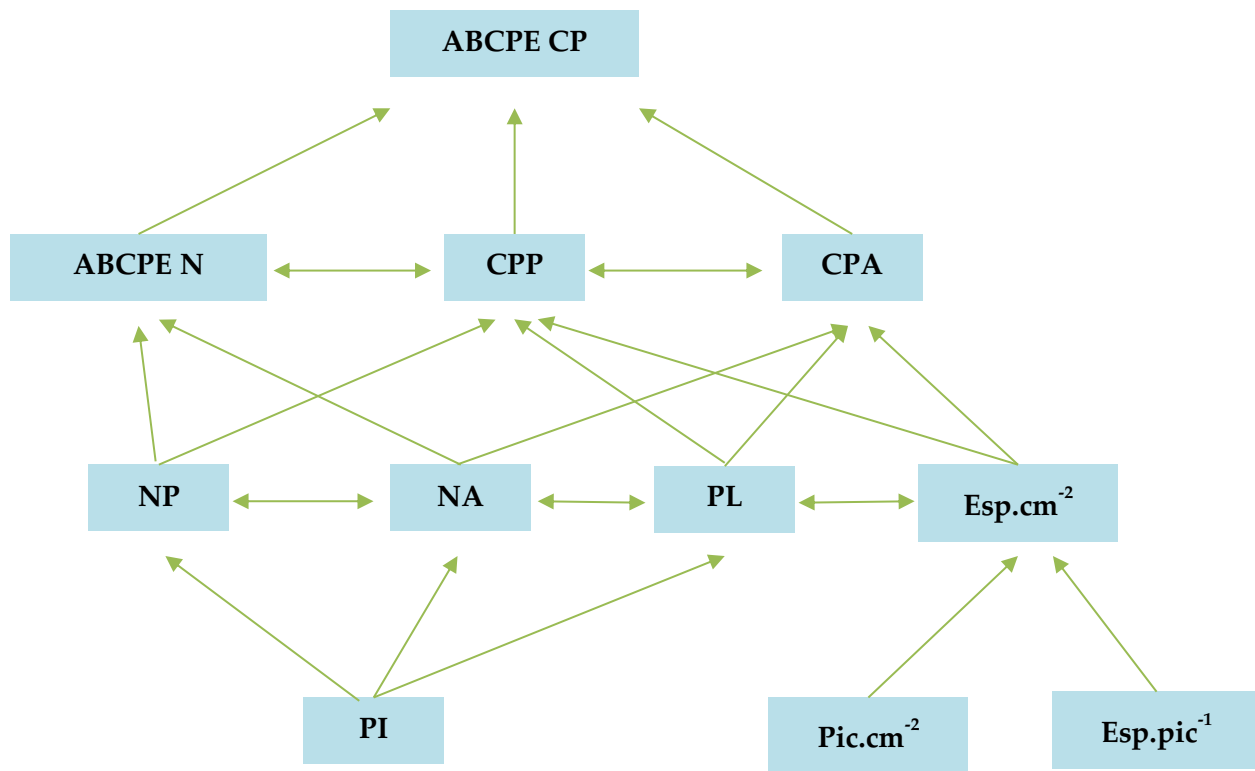 ABCPE CP
ABCPE N
CPP
CPA
NP
NA
PL
Esp.cm⁻²
PI
Pic.cm⁻²
Esp.pic⁻¹